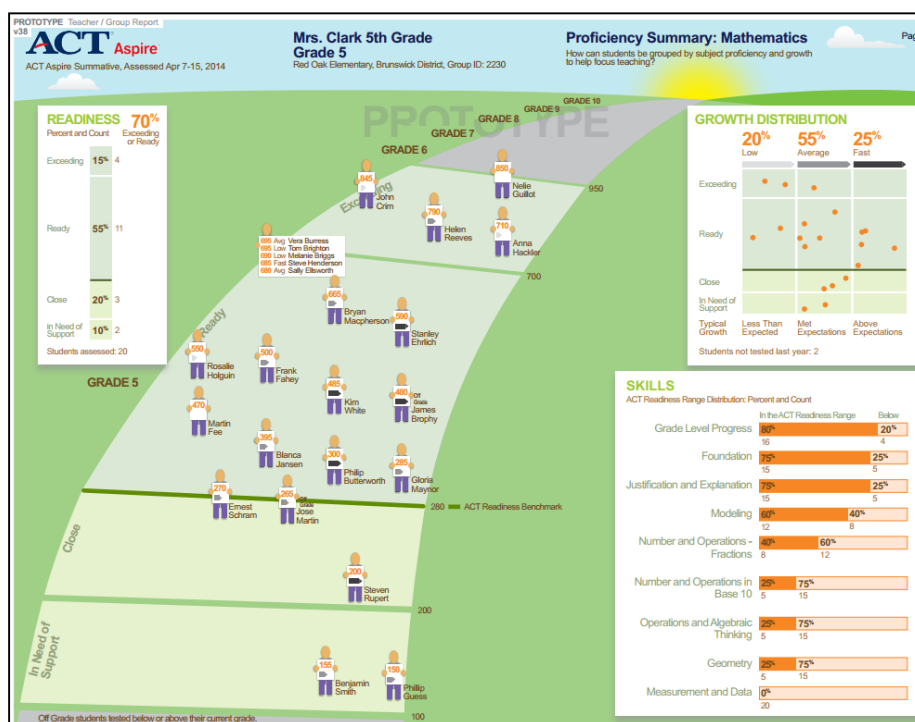 PROTOTYPE Teacher / Group Report
v38
ACT Aspire
ACT Aspire Summative, Assessed Apr 7-15, 2014
Mrs. Clark 5th Grade
Grade 5
Red Oak Elementary, Brunswick District, Group ID: 2230
Proficiency Summary: Mathematics
How can students be grouped by subject proficiency and growth
to help focus teaching?
Pag
PROTOTYPE
READINESS 70%
Percent and Count Exceeding
or Ready
Exceeding 15% 4
Ready 55% 11
Close 20% 3
In Need of
Support 10% 2
Students assessed: 20
GRADE 10
GRADE 9
GRADE 8
GRADE 7
GRADE 6
GRADE 5
Exceeding
Ready
Close
In Need of
Support
950
700
280 ACT Readiness Benchmark
200
100
845
John
Crim
850
Nelie
Guillot
790
Helen
Reeves
710
Anna
Hackler
695 Avg Vera Burress
695 Low Tom Brighton
690 Low Melanie Briggs
685 Fast Steve Henderson
680 Avg Sally Ellsworth
665
Bryan
Macpherson
590
Stanley
Ehrlich
550
Rosalie
Holguin
500
Frank
Fahey
485
Kim
White
480 Off
Grade
James
Brophy
470
Martin
Fee
395
Blanca
Jansen
300
Philip
Butterworth
285
Gloria
Maynor
270
Ernest
Schram
265 Off
Grade
Jose
Martin
200
Steven
Rupert
155
Benjamin
Smith
150
Phillip
Guess
Off Grade students tested below or above their current grade.
GROWTH DISTRIBUTION
20% 55% 25%
Low Average Fast
Exceeding
Ready
Close
In Need of
Support
Typical Less Than Met Above
Growth Expected Expectations Expectations
Students not tested last year: 2
SKILLS
ACT Readiness Range Distribution: Percent and Count
In the ACT Readiness Range Below
Grade Level Progress 80% 20%
16 4
Foundation 75% 25%
15 5
Justification and Explanation 75% 25%
15 5
Modeling 60% 40%
12 8
Number and Operations -
Fractions 40% 60%
8 12
Number and Operations in
Base 10 25% 75%
5 15
Operations and Algebraic
Thinking 25% 75%
5 15
Geometry 25% 75%
5 15
Measurement and Data 0%
20